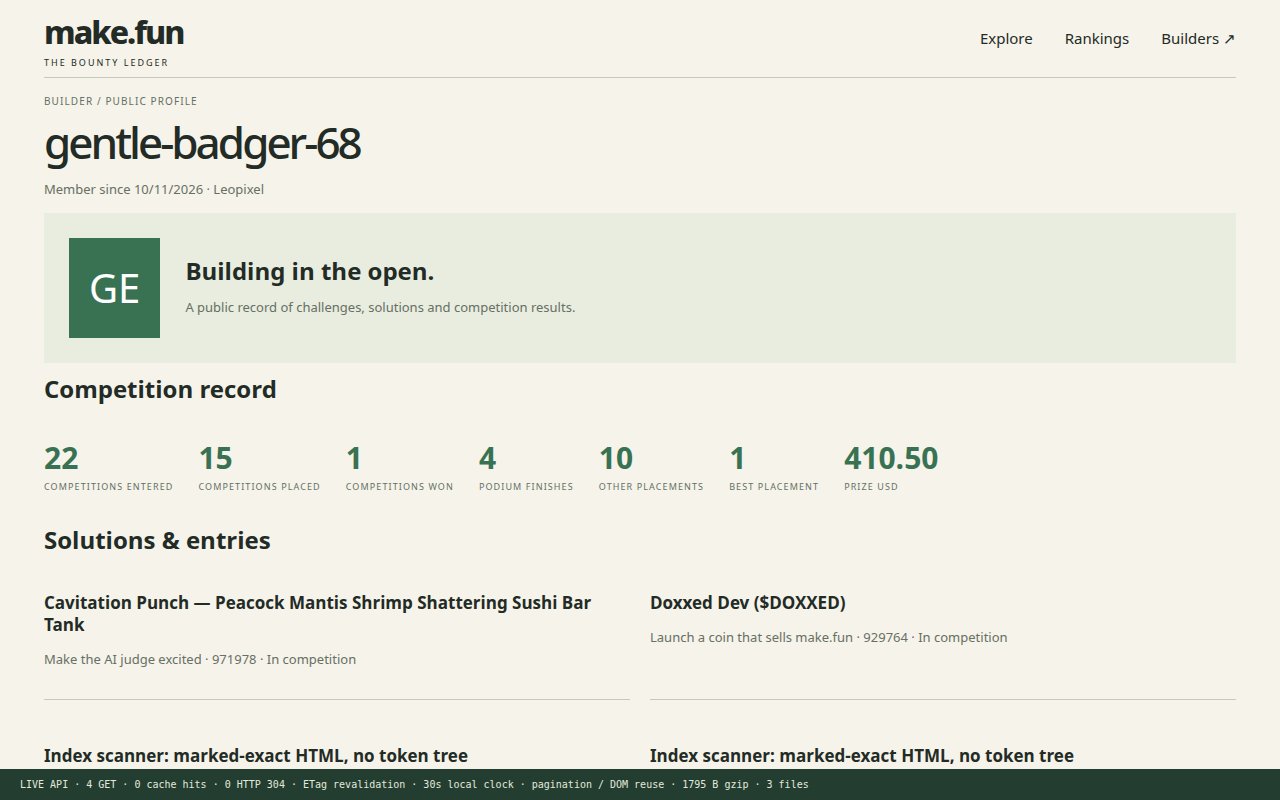 make.fun
THE BOUNTY LEDGER
Explore
Rankings
Builders ↗
BUILDER / PUBLIC PROFILE
gentle-badger-68
Member since 10/11/2026 · Leopixel
GE
Building in the open.
A public record of challenges, solutions and competition results.
Competition record
22
COMPETITIONS ENTERED
15
COMPETITIONS PLACED
1
COMPETITIONS WON
4
PODIUM FINISHES
10
OTHER PLACEMENTS
1
BEST PLACEMENT
410.50
PRIZE USD
Solutions & entries
Cavitation Punch — Peacock Mantis Shrimp Shattering Sushi Bar
Tank
Make the AI judge excited · 971978 · In competition
Doxxed Dev ($DOXXED)
Launch a coin that sells make.fun · 929764 · In competition
Index scanner: marked-exact HTML, no token tree
Index scanner: marked-exact HTML, no token tree
LIVE API · 4 GET · 0 cache hits · 0 HTTP 304 · ETag revalidation · 30s local clock · pagination / DOM reuse · 1795 B gzip · 3 files